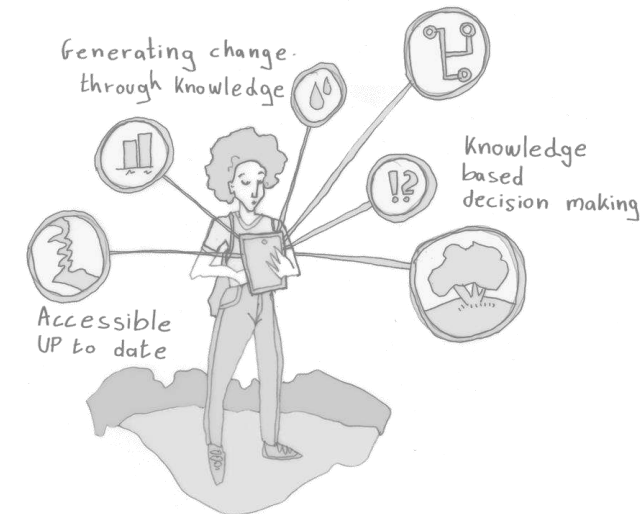 Generating change.
through Knowledge
!?
Knowledge
based
decision making
Accessible
UP to date